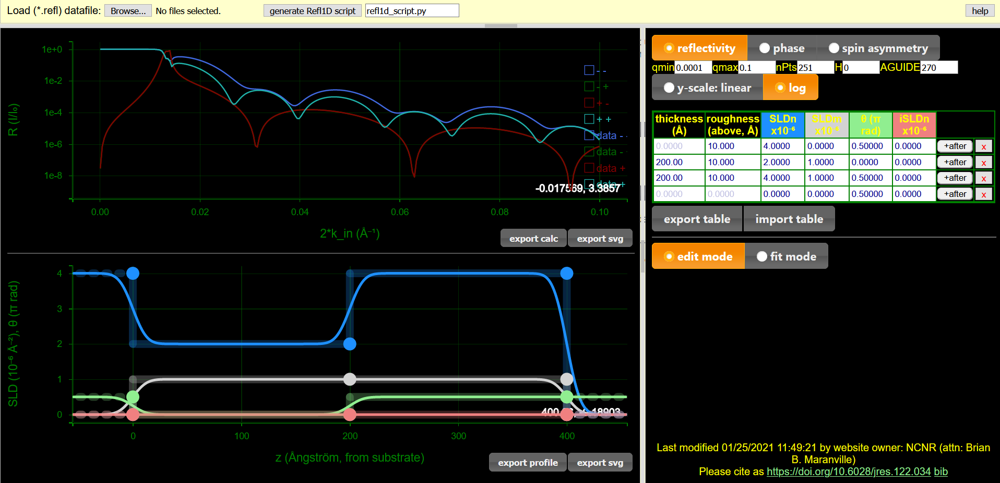 Load (*.refl) datafile: Browse... No files selected. generate Refl1D script refl1d_script.py help
1e+0
1e-2
1e-4
1e-6
1e-8
R (I/I₀)
0.00 0.02 0.04 0.06 0.08 0.10
2*k_in (Å⁻¹)
- -
- +
+ -
+ +
data - -
data -
data +
data +
-0.017569, 3.3857
export calc export svg
4
3
2
1
0
SLD (10⁻⁶ Å⁻²), θ (π rad)
0 100 200 300 400
z (Ångström, from substrate)
export profile export svg
reflectivity phase spin asymmetry
qmin 0.0001 qmax 0.1 nPts 251 H 0 AGUIDE 270
y-scale: linear log
thickness (Å) roughness (above, Å) SLDn x10⁻⁶ SLDm x10⁻⁶ θ (π rad) iSLDn x10⁻⁶
0.0000 10.000 4.0000 0.0000 0.50000 0.0000 +after x
200.00 10.000 2.0000 1.0000 0.0000 0.0000 +after x
200.00 10.000 4.0000 1.0000 0.50000 0.0000 +after x
0.0000 0.0000 0.0000 0.0000 0.50000 0.0000 +after x
export table import table
edit mode fit mode
Last modified 01/25/2021 11:49:21 by website owner: NCNR (attn: Brian
B. Maranville)
Please cite as https://doi.org/10.6028/jres.122.034 bib